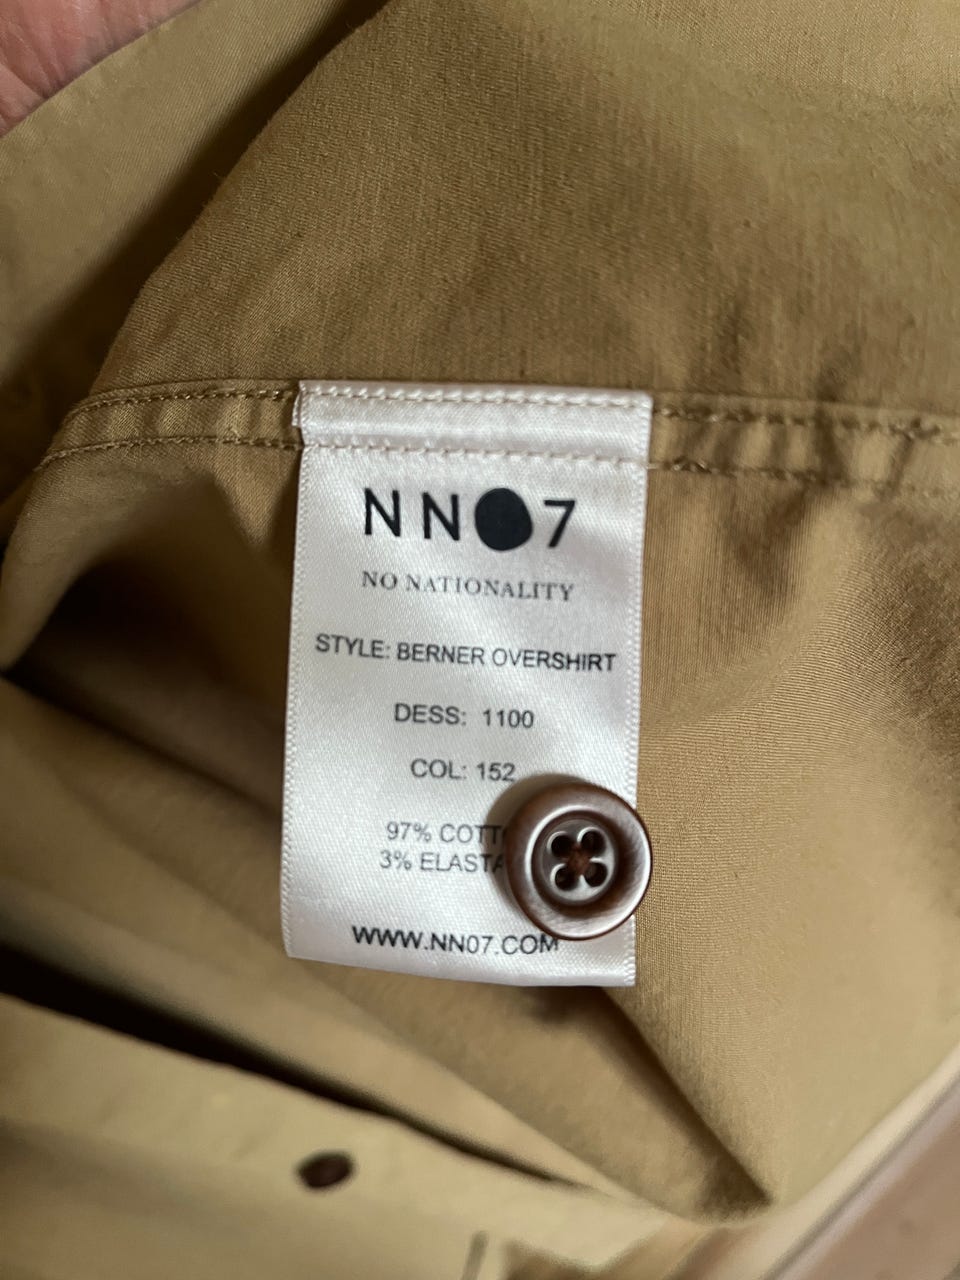 NN07
NO NATIONALITY
STYLE: BERNER OVERSHIRT
DESS: 1100
COL: 152
97%
3%
WWW.NN07.COM